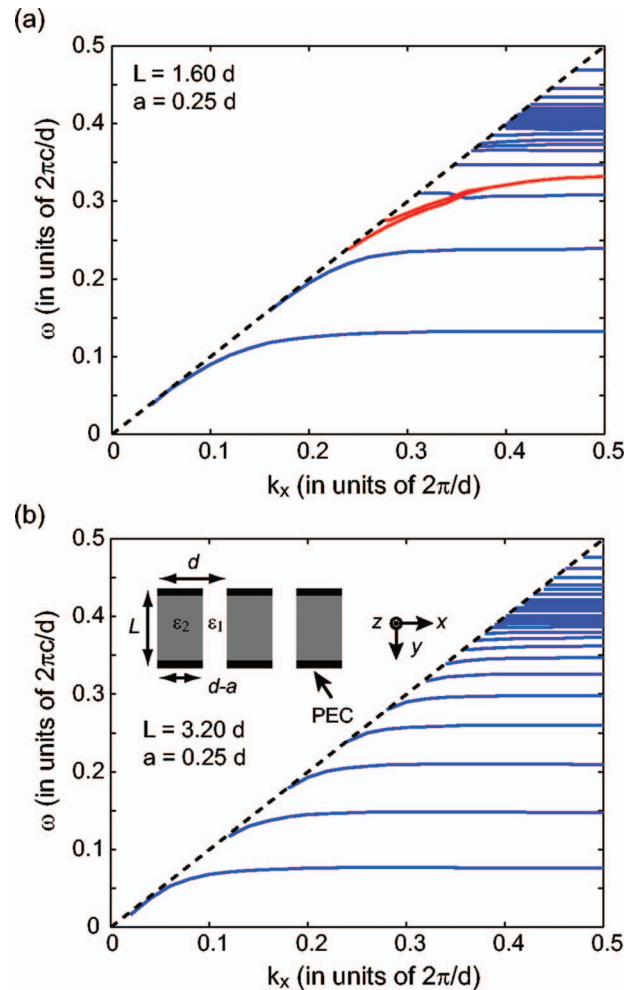 (a)
0.5
0.4
0.3
0.2
0.1
0
ω (in units of 2πc/d)
L = 1.60 d
a = 0.25 d
0 0.1 0.2 0.3 0.4 0.5
kₓ (in units of 2π/d)
(b)
0.5
0.4
0.3
0.2
0.1
0
ω (in units of 2πc/d)
d
L
ε₂ ε₁
z x
y
d-a
PEC
L = 3.20 d
a = 0.25 d
0 0.1 0.2 0.3 0.4 0.5
kₓ (in units of 2π/d)